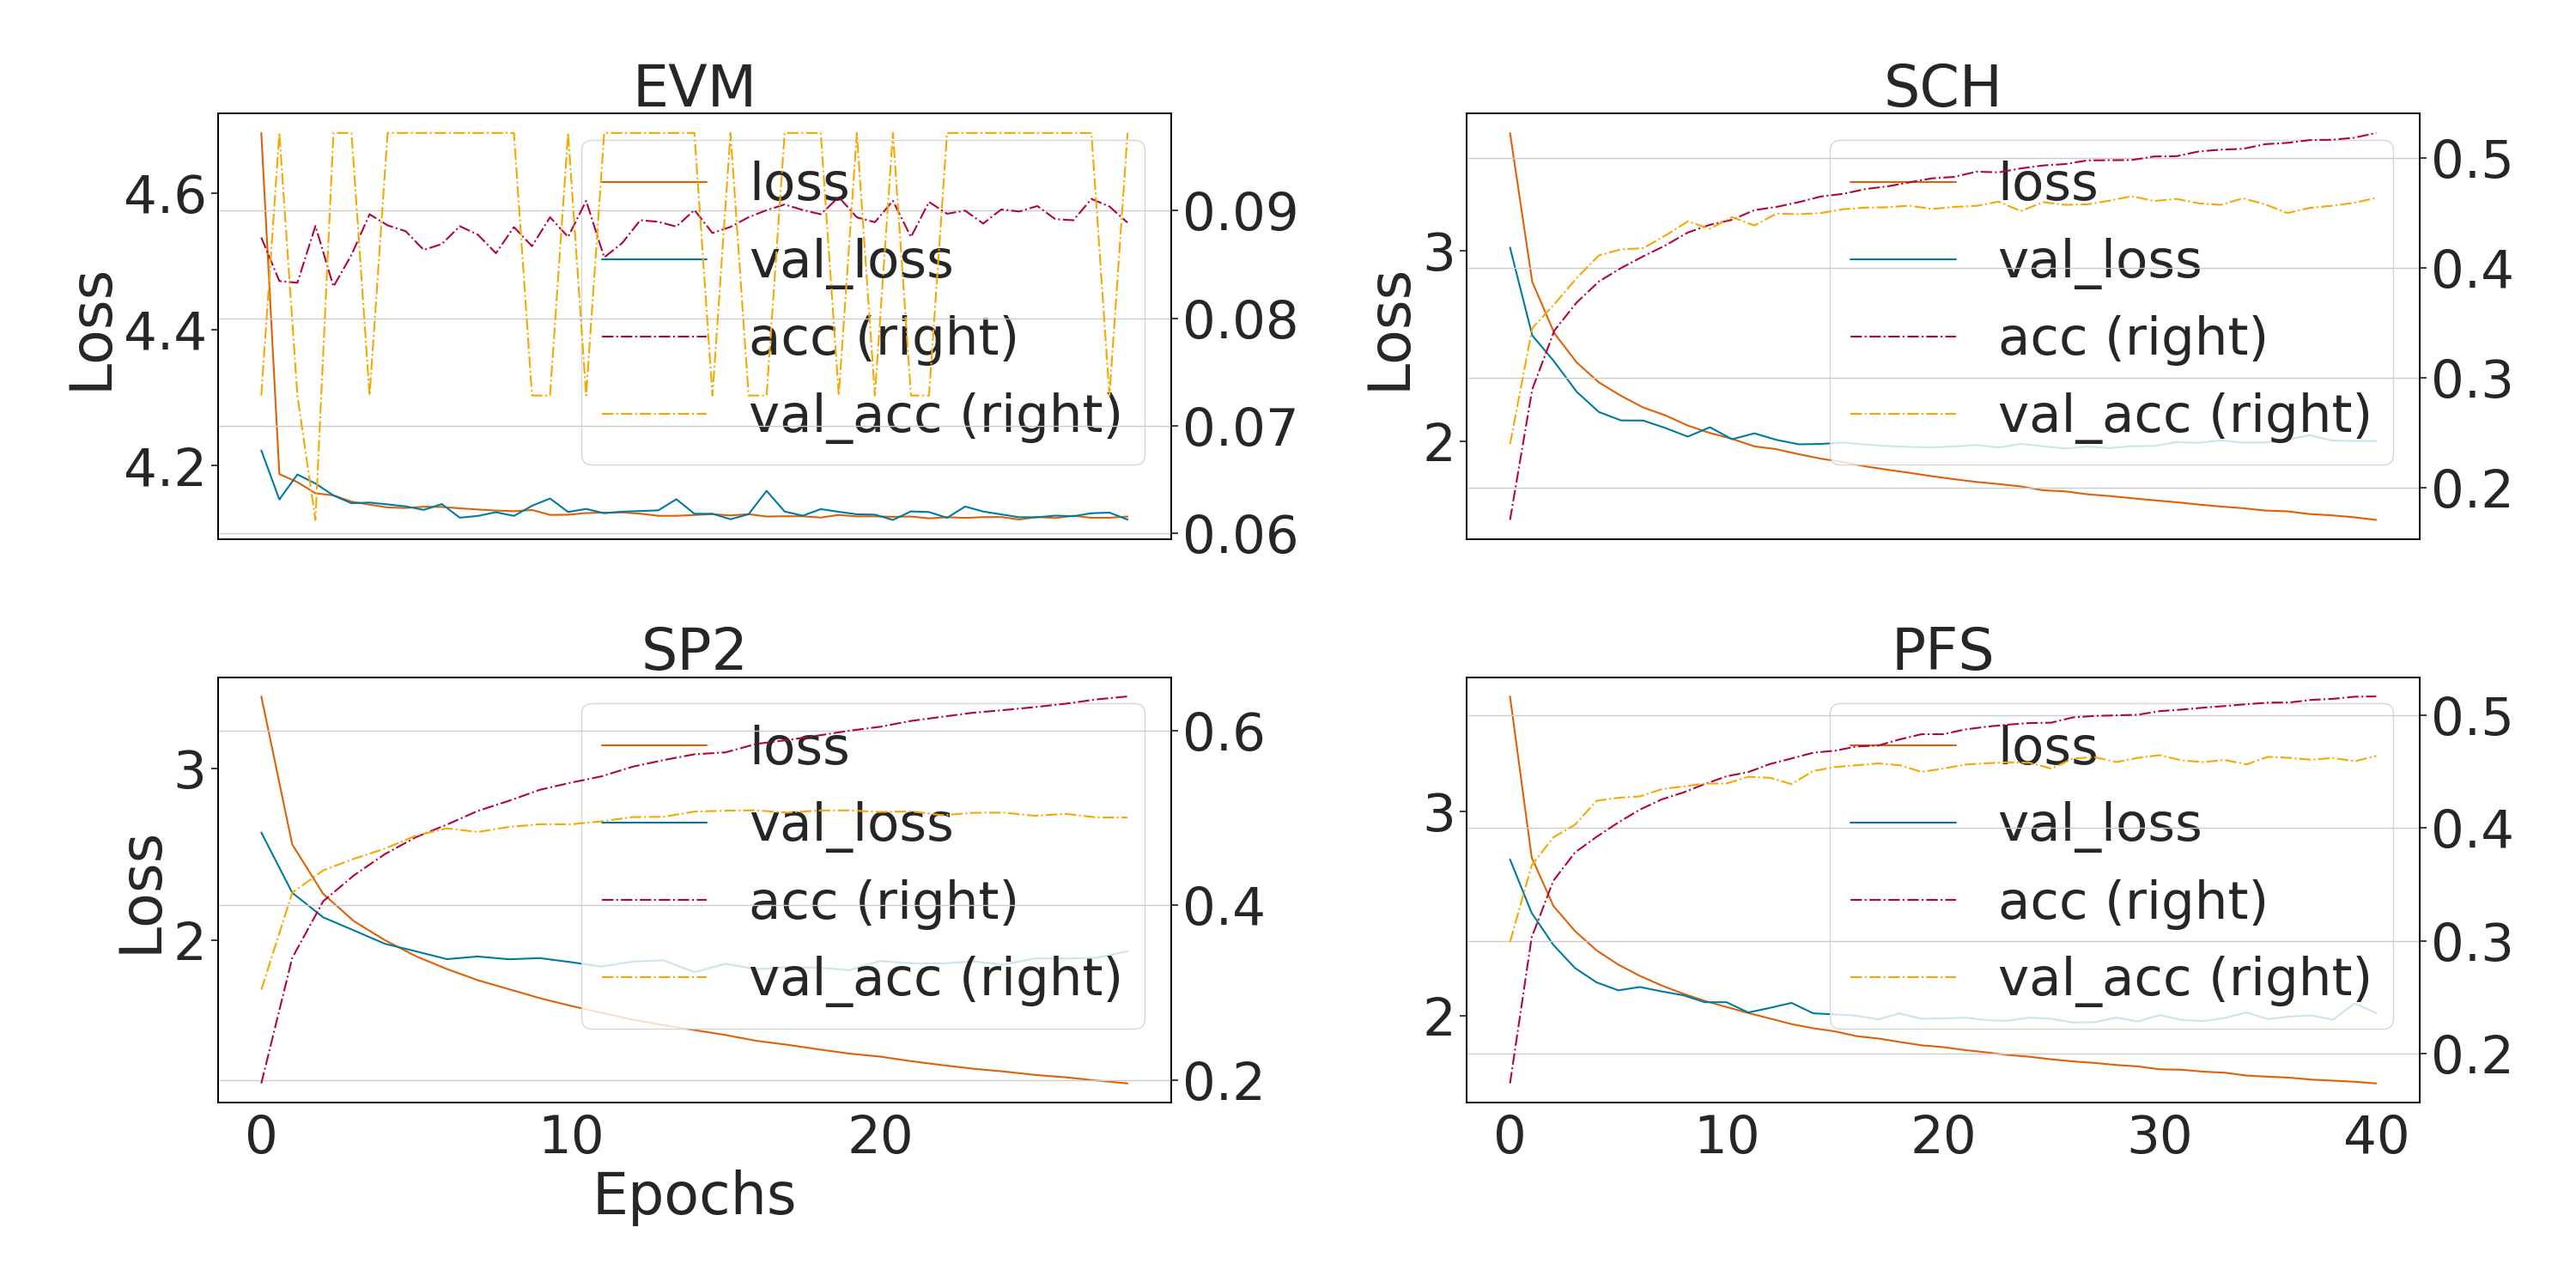 EVM
Loss
4.6
4.4
4.2
0.09
0.08
0.07
0.06
loss
val_loss
acc (right)
val_acc (right)
SCH
Loss
3
2
0.5
0.4
0.3
0.2
loss
val_loss
acc (right)
val_acc (right)
SP2
Loss
3
2
0.6
0.4
0.2
loss
val_loss
acc (right)
val_acc (right)
0 10 20
Epochs
PFS
3
2
0.5
0.4
0.3
0.2
loss
val_loss
acc (right)
val_acc (right)
0 10 20 30 40